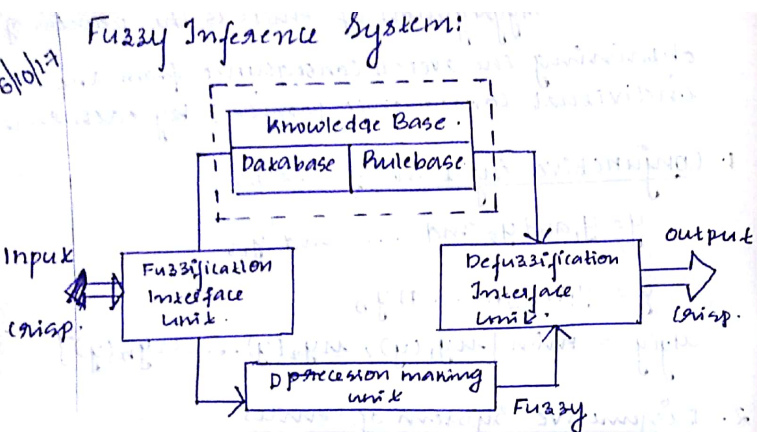 6/10/17
Fuzzy Inference System:
Knowledge Base.
Database Rulebase
Input
Crisp.
Fuzzification
Interface
unit.
Defuzzification
Interface
Unit.
Output
Crisp.
making
unit
Fuzzy.